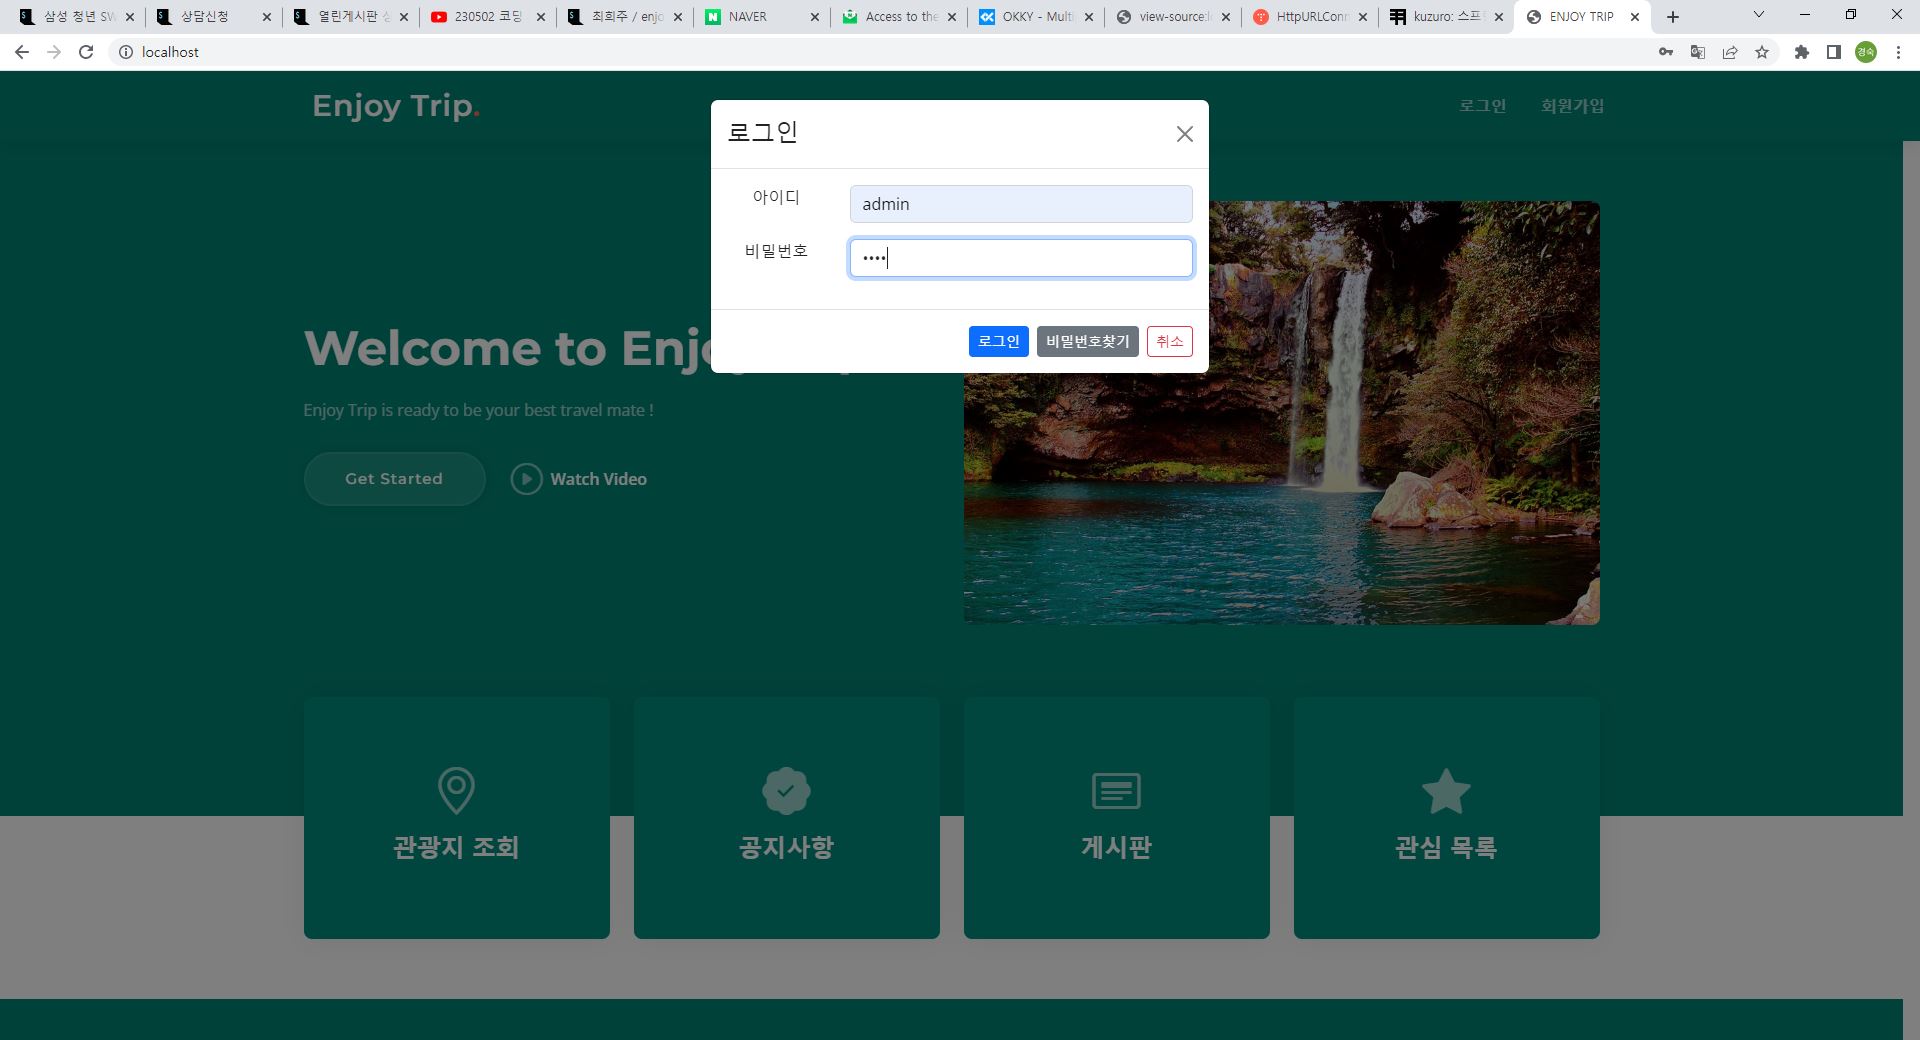 삼성 청년 SW
상담신청
열린게시판
230502 코딩
최희주 / enjo
NAVER
Access to the
OKKY - Multi
view-source:l
HttpURLConn
kuzuro: 스프링
ENJOY TRIP
localhost
경숙
Enjoy Trip.
로그인 회원가입
로그인
아이디
admin
비밀번호
••••
로그인 비밀번호찾기 취소
Welcome to Enjoy
Enjoy Trip is ready to be your best travel mate !
Get Started
Watch Video
관광지 조회
공지사항
게시판
관심 목록